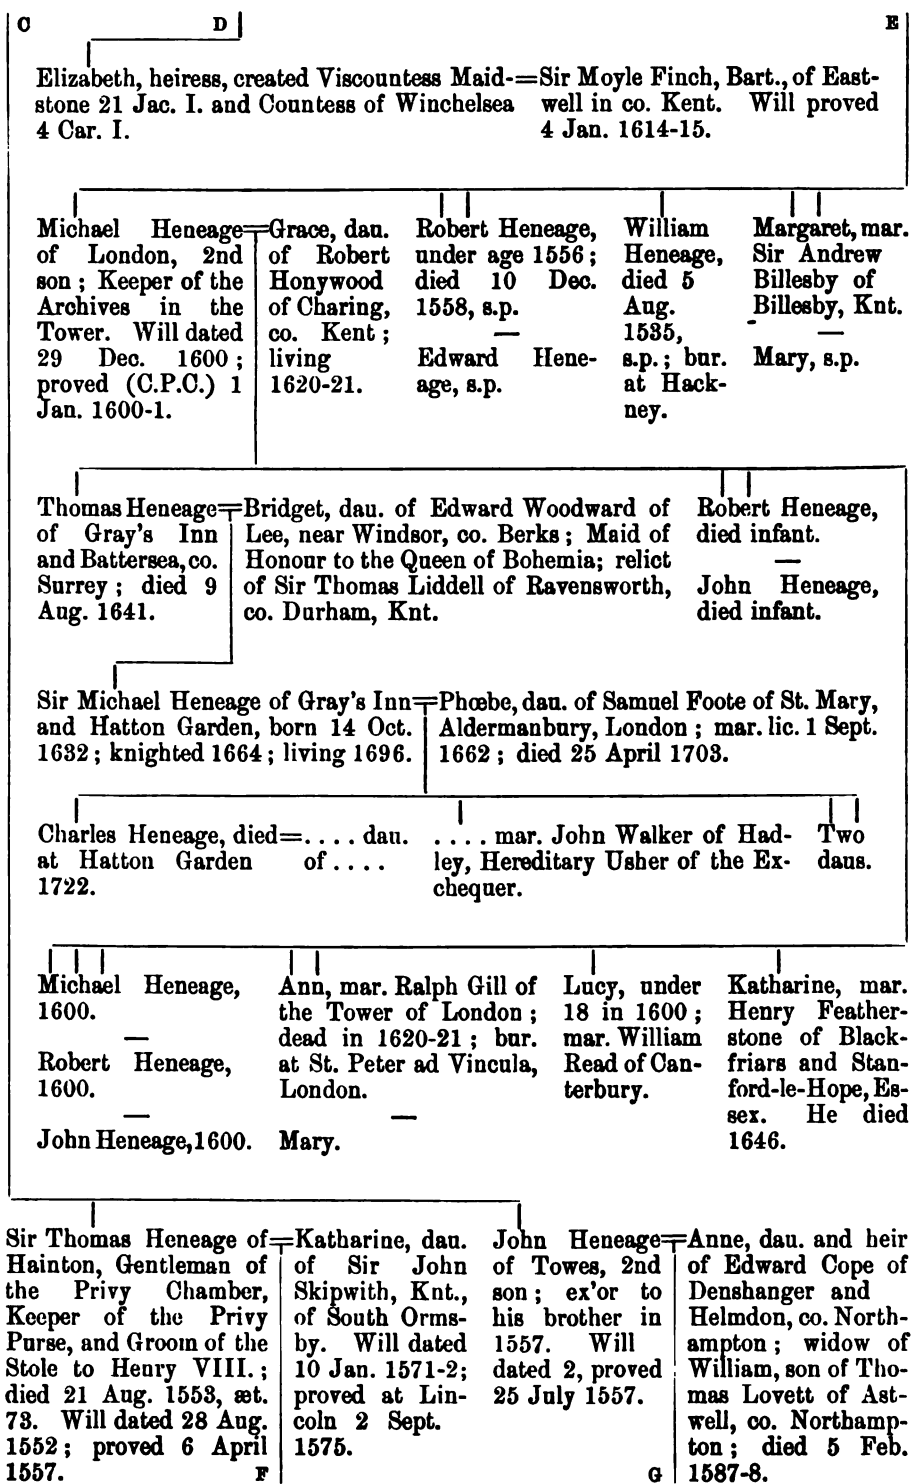 C D E
Elizabeth, heiress, created Viscountess Maid-=Sir Moyle Finch, Bart., of East-
stone 21 Jac. I. and Countess of Winchelsea well in co. Kent. Will proved
4 Car. I. 4 Jan. 1614-15.
Michael Heneage=
of London, 2nd
son ; Keeper of the
Archives in the
Tower. Will dated
29 Dec. 1600 ;
proved (C.P.C.) 1
Jan. 1600-1.
Grace, dau.
of Robert
Honywood
of Charing,
co. Kent ;
living
1620-21.
Robert Heneage,
under age 1556 ;
died 10 Dec.
1558, s.p.
—
Edward Hene-
age, s.p.
William
Heneage,
died 5
Aug.
1535,
s.p. ; bur.
at Hack-
ney.
Margaret, mar.
Sir Andrew
Billesby of
Billesby, Knt.
—
Mary, s.p.
Thomas Heneage=
of Gray's Inn
and Battersea, co.
Surrey ; died 9
Aug. 1641.
Bridget, dau. of Edward Woodward of
Lee, near Windsor, co. Berks ; Maid of
Honour to the Queen of Bohemia; relict
of Sir Thomas Liddell of Ravensworth,
co. Durham, Knt.
Robert Heneage,
died infant.
—
John Heneage,
died infant.
Sir Michael Heneage of Gray's Inn=
and Hatton Garden, born 14 Oct.
1632 ; knighted 1664 ; living 1696.
Phœbe, dau. of Samuel Foote of St. Mary,
Aldermanbury, London ; mar. lic. 1 Sept.
1662 ; died 25 April 1703.
Charles Heneage, died=
at Hatton Garden
1722.
. . . . dau.
of . . . .
. . . . mar. John Walker of Had-
ley, Hereditary Usher of the Ex-
chequer.
Two
daus.
Michael Heneage,
1600.
—
Robert Heneage,
1600.
—
John Heneage, 1600.
Ann, mar. Ralph Gill of
the Tower of London ;
dead in 1620-21 ; bur.
at St. Peter ad Vincula,
London.
—
Mary.
Lucy, under
18 in 1600 ;
mar. William
Read of Can-
terbury.
Katharine, mar.
Henry Feather-
stone of Black-
friars and Stan-
ford-le-Hope, Es-
sex. He died
1646.
Sir Thomas Heneage of=
Hainton, Gentleman of
the Privy Chamber,
Keeper of the Privy
Purse, and Groom of the
Stole to Henry VIII. ;
died 21 Aug. 1553, æt.
73. Will dated 28 Aug.
1552 ; proved 6 April
1557. F
Katharine, dau.
of Sir John
Skipwith, Knt.,
of South Orms-
by. Will dated
10 Jan. 1571-2;
proved at Lin-
coln 2 Sept.
1575.
John Heneage=
of Towes, 2nd
son ; ex'or to
his brother in
1557. Will
dated 2, proved
25 July 1557.
G
Anne, dau. and heir
of Edward Cope of
Denshanger and
Helmdon, co. North-
ampton ; widow of
William, son of Tho-
mas Lovett of Ast-
well, co. Northamp-
ton ; died 5 Feb.
1587-8.